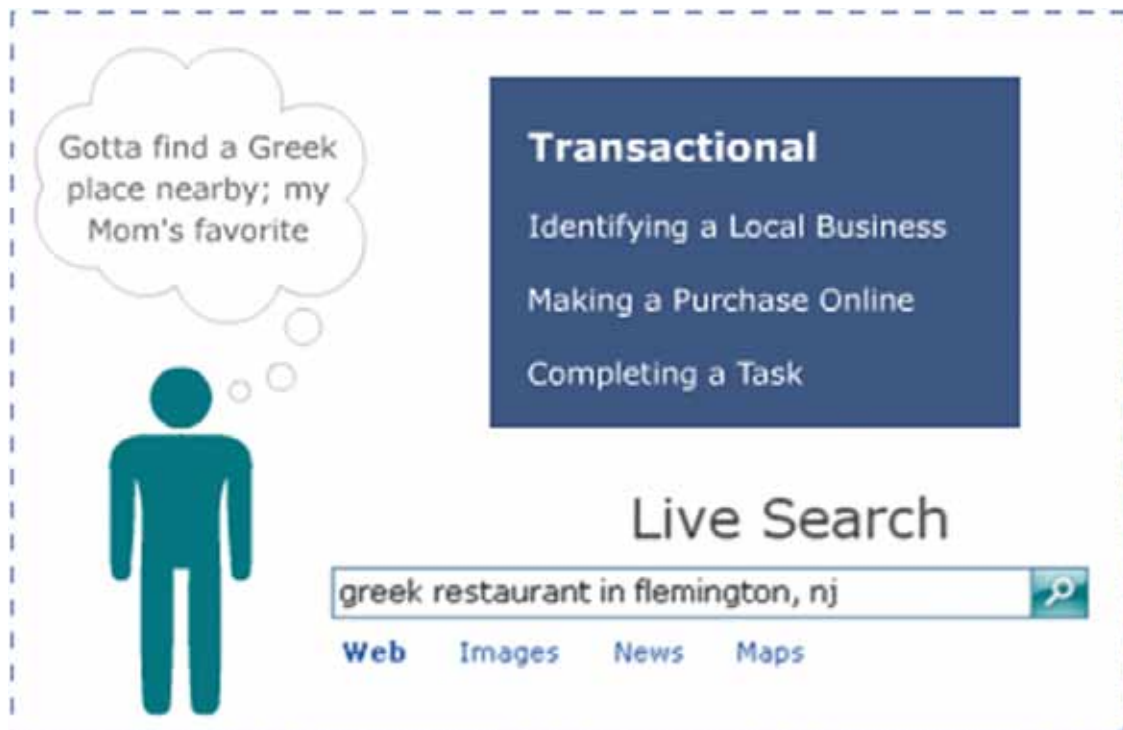 Gotta find a Greek
place nearby; my
Mom's favorite
Transactional
Identifying a Local Business
Making a Purchase Online
Completing a Task
Live Search
greek restaurant in flemington, nj
Web Images News Maps